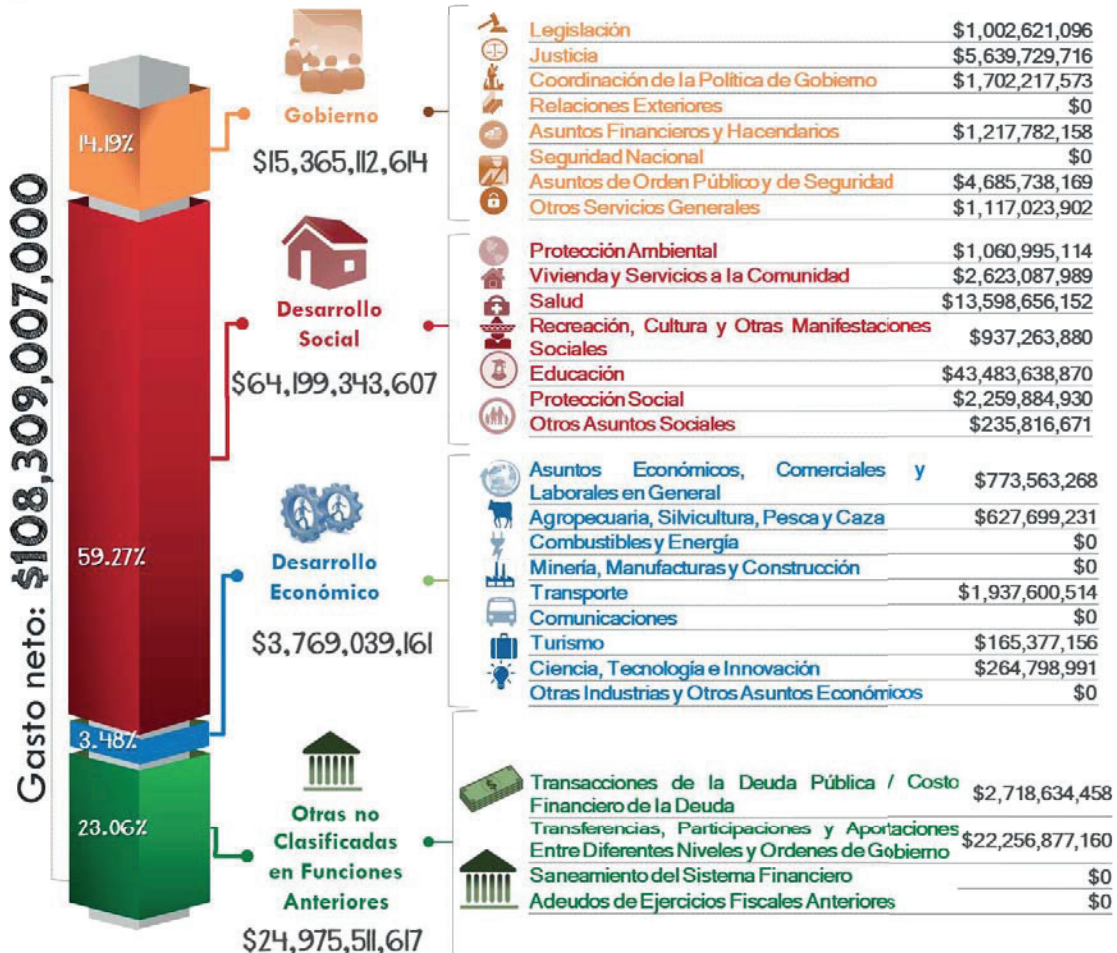 Gasto neto: $108,309,007,000
14.19%
59.27%
3.48%
23.06%
Gobierno
$15,365,112,614
Legislación $1,002,621,096
Justicia $5,639,729,716
Coordinación de la Política de Gobierno $1,702,217,573
Relaciones Exteriores $0
Asuntos Financieros y Hacendarios $1,217,782,158
Seguridad Nacional $0
Asuntos de Orden Público y de Seguridad $4,685,738,169
Otros Servicios Generales $1,117,023,902
Desarrollo
Social
$64,199,343,607
Protección Ambiental $1,060,995,114
Vivienda y Servicios a la Comunidad $2,623,087,989
Salud $13,598,656,152
Recreación, Cultura y Otras Manifestaciones
Sociales $937,263,880
Educación $43,483,638,870
Protección Social $2,259,884,930
Otros Asuntos Sociales $235,816,671
Desarrollo
Económico
$3,769,039,161
Asuntos Económicos, Comerciales y
Laborales en General $773,563,268
Agropecuaria, Silvicultura, Pesca y Caza $627,699,231
Combustibles y Energía $0
Minería, Manufacturas y Construcción $0
Transporte $1,937,600,514
Comunicaciones $0
Turismo $165,377,156
Ciencia, Tecnología e Innovación $264,798,991
Otras Industrias y Otros Asuntos Económicos $0
Otras no
Clasificadas
en Funciones
Anteriores
$24,975,511,617
Transacciones de la Deuda Pública / Costo
Financiero de la Deuda $2,718,634,458
Transferencias, Participaciones y Aportaciones
Entre Diferentes Niveles y Ordenes de Gobierno $22,256,877,160
Saneamiento del Sistema Financiero $0
Adeudos de Ejercicios Fiscales Anteriores $0